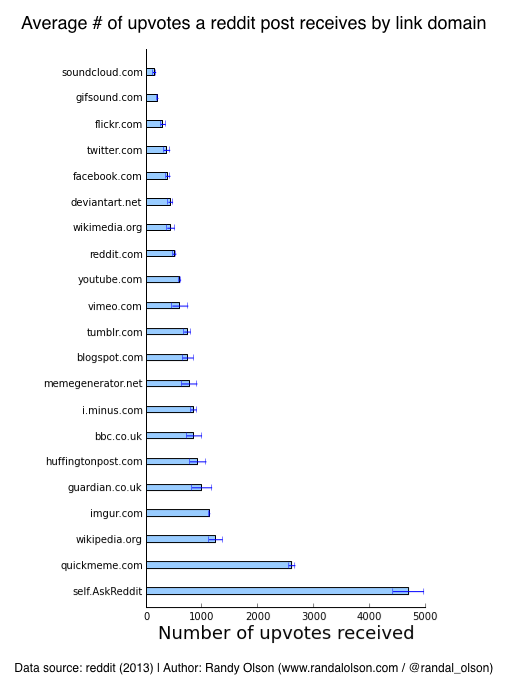 Average # of upvotes a reddit post receives by link domain
soundcloud.com
gifsound.com
flickr.com
twitter.com
facebook.com
deviantart.net
wikimedia.org
reddit.com
youtube.com
vimeo.com
tumblr.com
blogspot.com
memegenerator.net
i.minus.com
bbc.co.uk
huffingtonpost.com
guardian.co.uk
imgur.com
wikipedia.org
quickmeme.com
self.AskReddit
0 1000 2000 3000 4000 5000
Number of upvotes received
Data source: reddit (2013) | Author: Randy Olson (www.randalolson.com / @randal_olson)